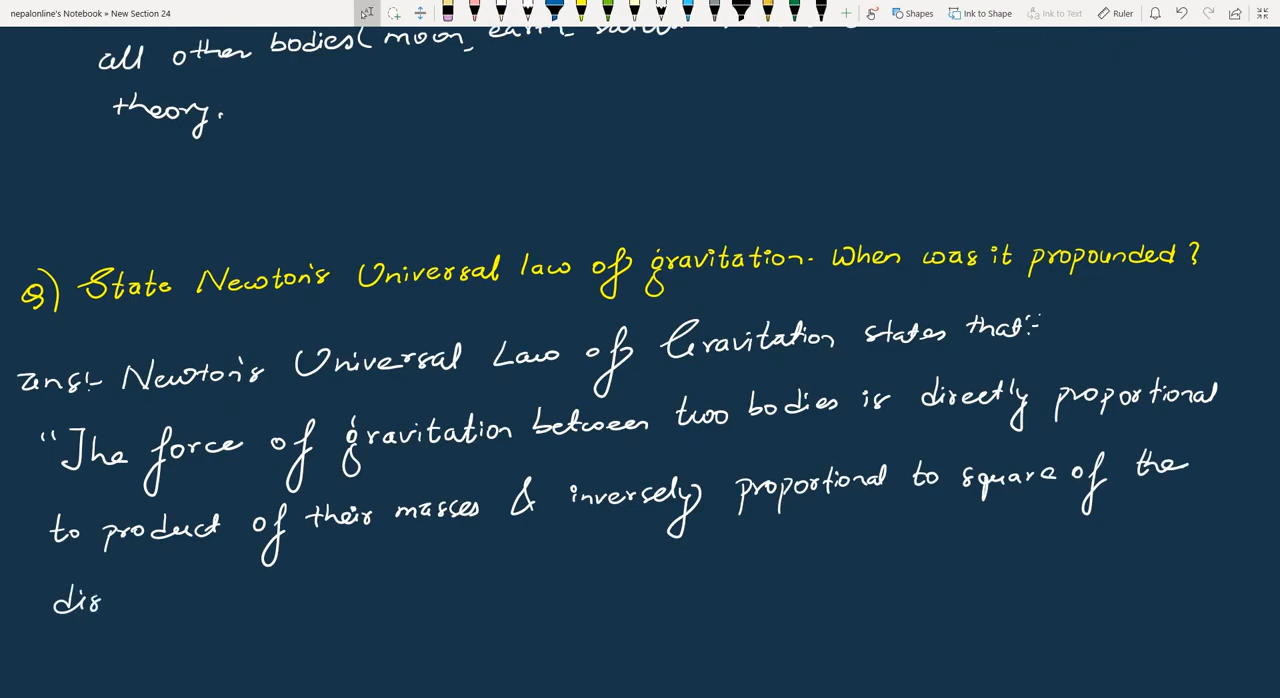 nepalonline's Notebook » New Section 24
Shapes Ink to Shape Ink to Text Ruler
all other bodies( moon, earth
theory.
Q) State Newton's Universal law of gravitation. When was it propounded?
ans:- Newton's Universal Law of Gravitation states that:-
"The force of gravitation between two bodies is directly proportional
to product of their masses & inversely proportional to square of the
dis